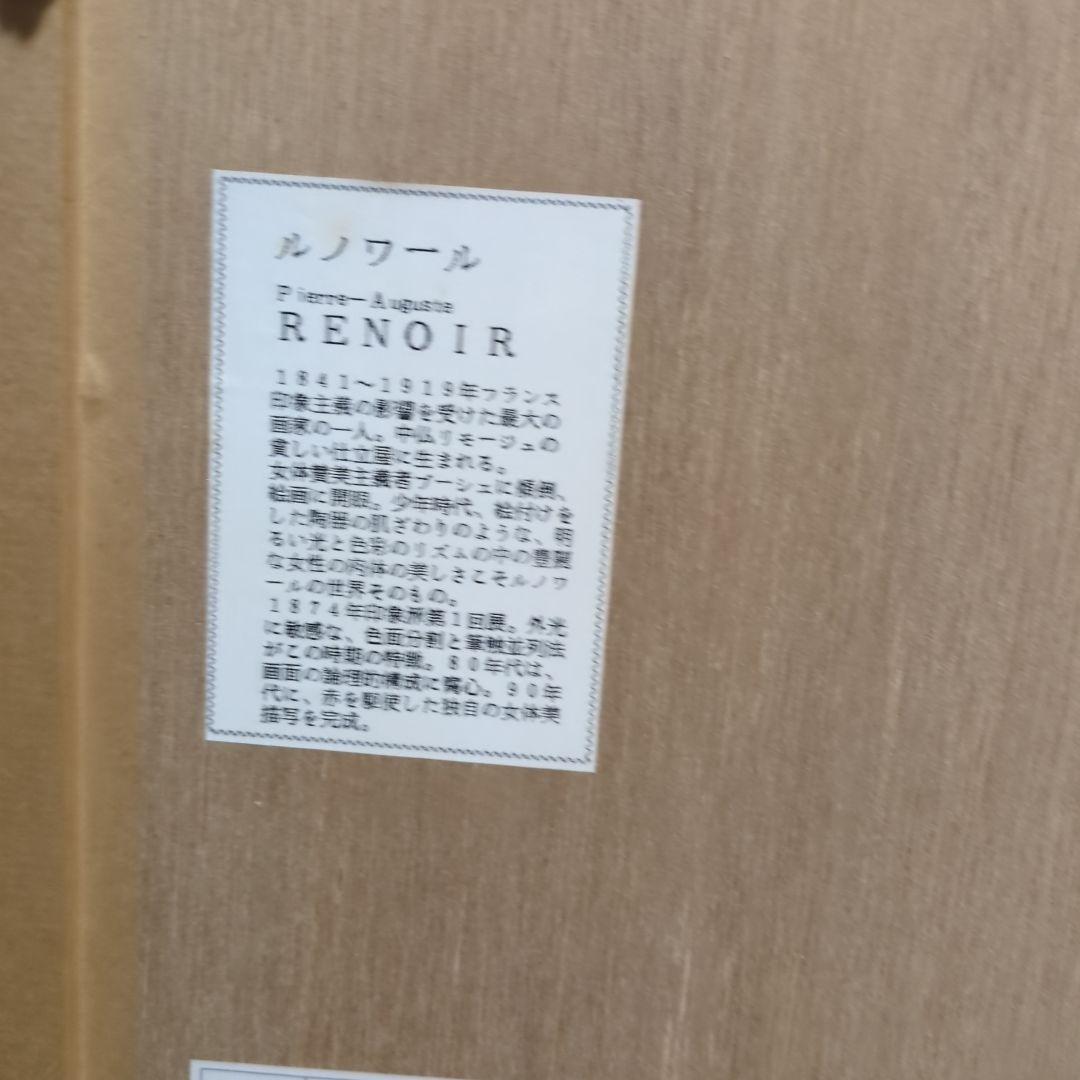 ルノワール
Pierre－Auguste
RENOIR
1841～1919年フランス
印象主義の影響を受けた最大の
画家の一人。中仏リモージュの
貧しい仕立屋に生まれる。
女体賛美主義者ブーシェに傾倒、
絵画に開眼。少年時代、絵付けを
した陶器の肌ざわりのような、明
るい光と色彩のリズムの中の豊麗
な女性の肉体の美しさこそルノワ
ールの世界そのもの。
1874年印象派第1回展。外光
に敏感な、色面分割と筆触並列法
がこの時期の特徴。80年代は、
画面の論理的構成に腐心。90年
代に、赤を駆使した独自の女体美
描写を完成。